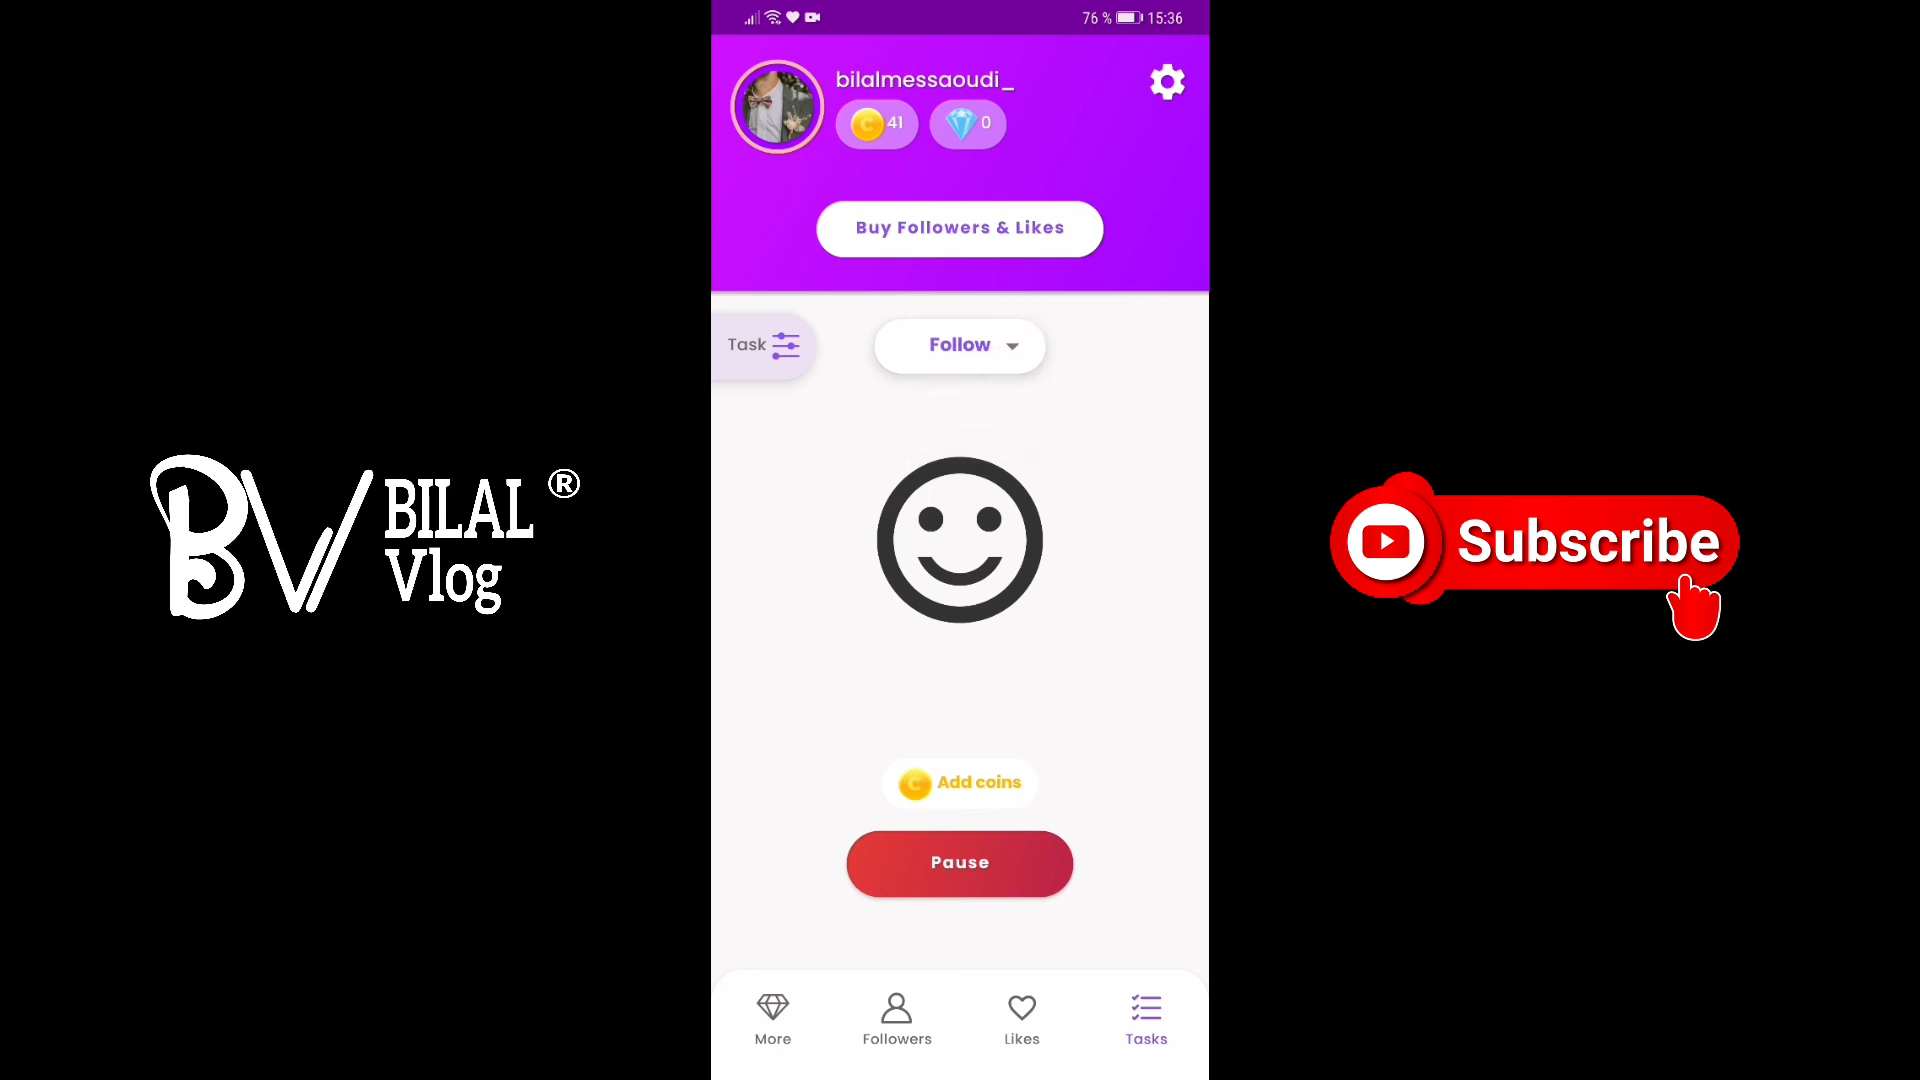 76 % 15:36
bilalmessaoudi_
41 0
Buy Followers & Likes
Task
Follow
BV BILAL ®
Vlog
Subscribe
Add coins
Pause
More Followers Likes Tasks